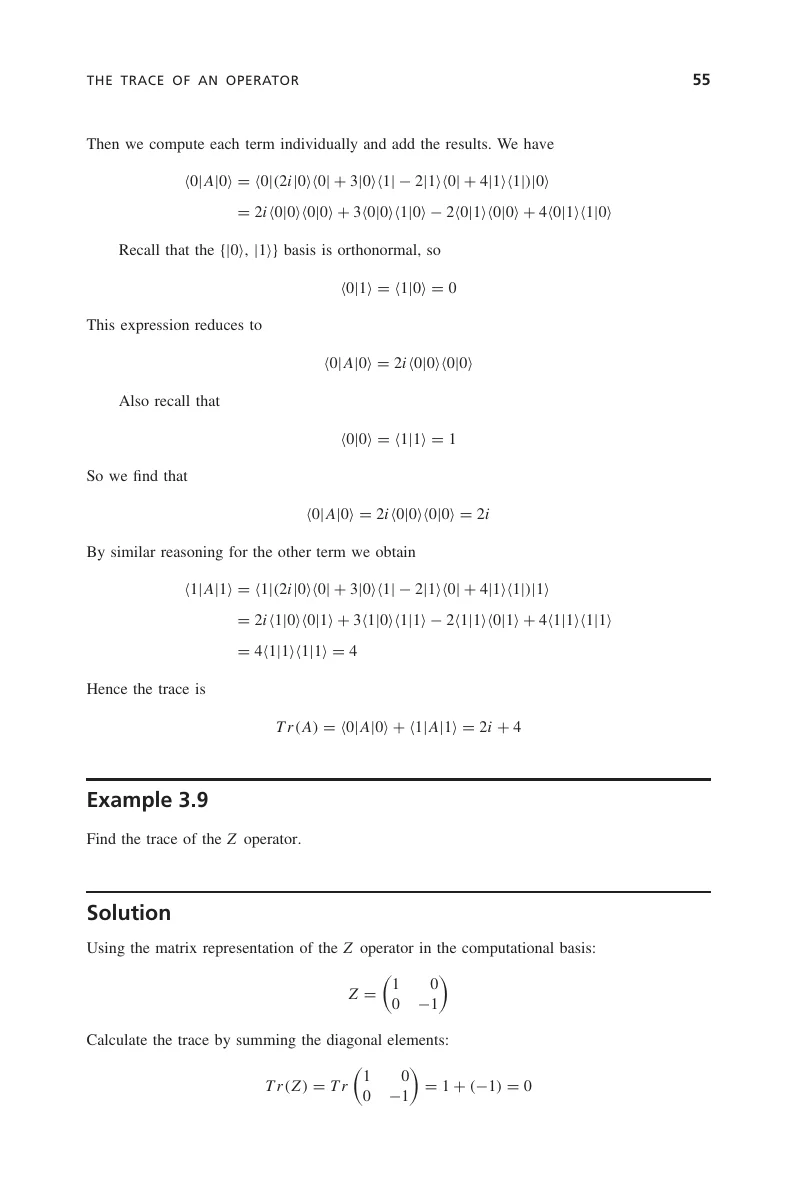 THE TRACE OF AN OPERATOR 55
Then we compute each term individually and add the results. We have
⟨0|A|0⟩ = ⟨0|(2i|0⟩⟨0| + 3|0⟩⟨1| − 2|1⟩⟨0| + 4|1⟩⟨1|)|0⟩
= 2i⟨0|0⟩⟨0|0⟩ + 3⟨0|0⟩⟨1|0⟩ − 2⟨0|1⟩⟨0|0⟩ + 4⟨0|1⟩⟨1|0⟩
Recall that the {|0⟩, |1⟩} basis is orthonormal, so
⟨0|1⟩ = ⟨1|0⟩ = 0
This expression reduces to
⟨0|A|0⟩ = 2i⟨0|0⟩⟨0|0⟩
Also recall that
⟨0|0⟩ = ⟨1|1⟩ = 1
So we find that
⟨0|A|0⟩ = 2i⟨0|0⟩⟨0|0⟩ = 2i
By similar reasoning for the other term we obtain
⟨1|A|1⟩ = ⟨1|(2i|0⟩⟨0| + 3|0⟩⟨1| − 2|1⟩⟨0| + 4|1⟩⟨1|)|1⟩
= 2i⟨1|0⟩⟨0|1⟩ + 3⟨1|0⟩⟨1|1⟩ − 2⟨1|1⟩⟨0|1⟩ + 4⟨1|1⟩⟨1|1⟩
= 4⟨1|1⟩⟨1|1⟩ = 4
Hence the trace is
Tr(A) = ⟨0|A|0⟩ + ⟨1|A|1⟩ = 2i + 4
Example 3.9
Find the trace of the Z operator.
Solution
Using the matrix representation of the Z operator in the computational basis:
Z = (1 0
0 −1)
Calculate the trace by summing the diagonal elements:
Tr(Z) = Tr (1 0
0 −1) = 1 + (−1) = 0